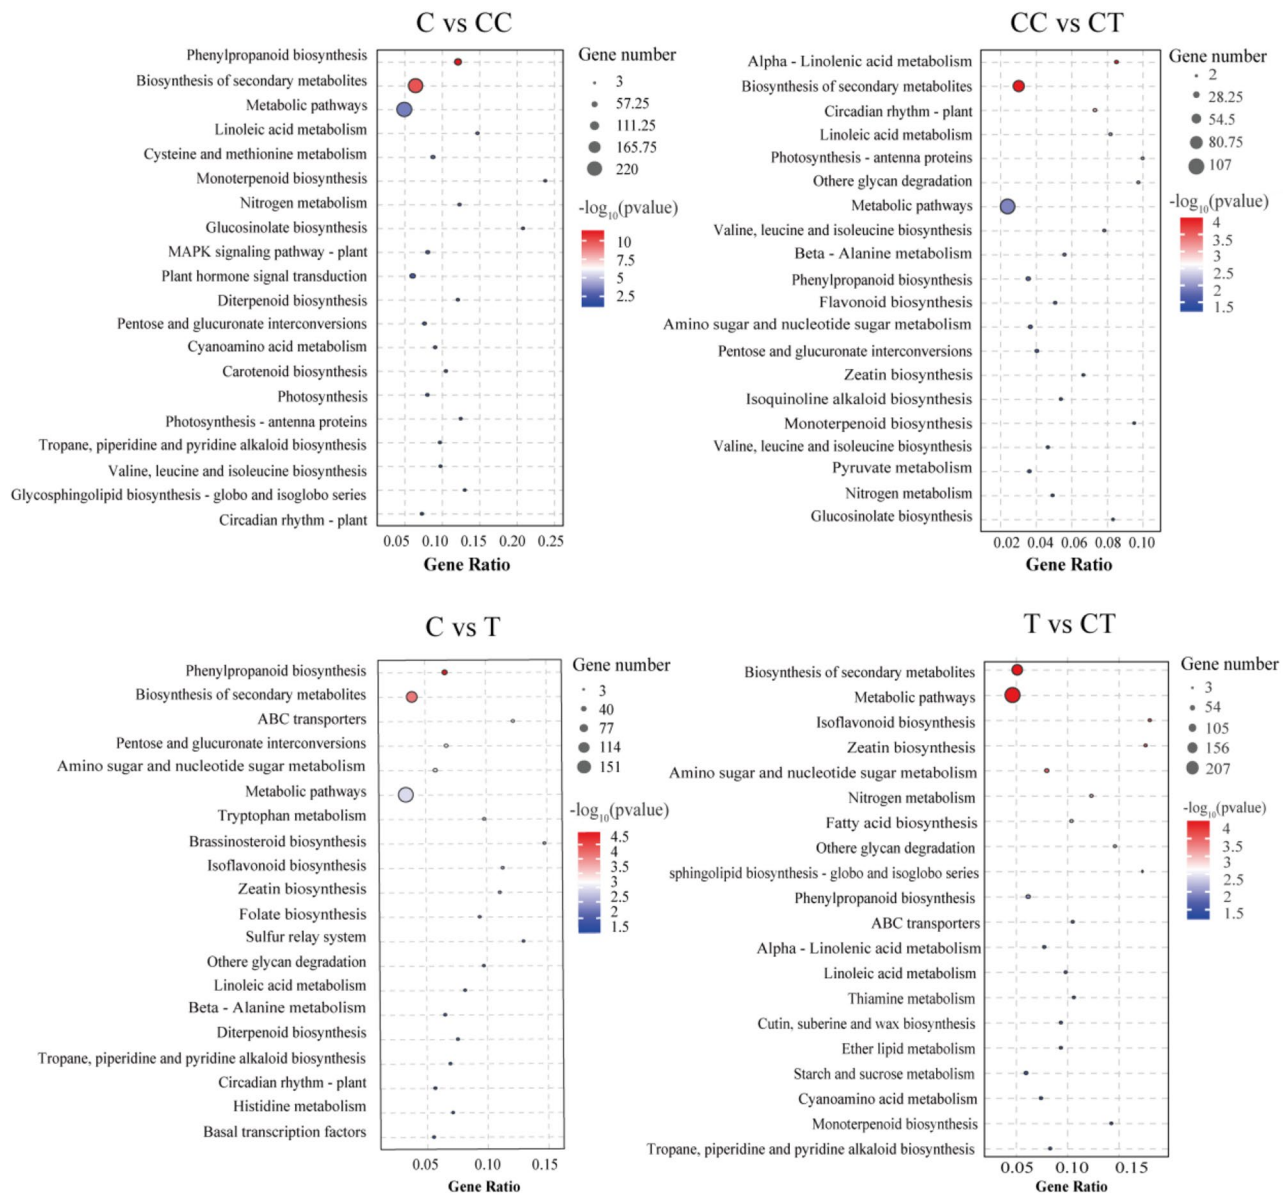 C vs CC
Phenylpropanoid biosynthesis
Biosynthesis of secondary metabolites
Metabolic pathways
Linoleic acid metabolism
Cysteine and methionine metabolism
Monoterpenoid biosynthesis
Nitrogen metabolism
Glucosinolate biosynthesis
MAPK signaling pathway - plant
Plant hormone signal transduction
Diterpenoid biosynthesis
Pentose and glucuronate interconversions
Cyanoamino acid metabolism
Carotenoid biosynthesis
Photosynthesis
Photosynthesis - antenna proteins
Tropane, piperidine and pyridine alkaloid biosynthesis
Valine, leucine and isoleucine biosynthesis
Glycosphingolipid biosynthesis - globo and isoglobo series
Circadian rhythm - plant
0.05 0.10 0.15 0.20 0.25
Gene Ratio
Gene number
3
57.25
111.25
165.75
220
-log10(pvalue)
10
7.5
5
2.5
CC vs CT
Alpha - Linolenic acid metabolism
Biosynthesis of secondary metabolites
Circadian rhythm - plant
Linoleic acid metabolism
Photosynthesis - antenna proteins
Othere glycan degradation
Metabolic pathways
Valine, leucine and isoleucine biosynthesis
Beta - Alanine metabolism
Phenylpropanoid biosynthesis
Flavonoid biosynthesis
Amino sugar and nucleotide sugar metabolism
Pentose and glucuronate interconversions
Zeatin biosynthesis
Isoquinoline alkaloid biosynthesis
Monoterpenoid biosynthesis
Valine, leucine and isoleucine biosynthesis
Pyruvate metabolism
Nitrogen metabolism
Glucosinolate biosynthesis
0.02 0.04 0.06 0.08 0.10
Gene Ratio
Gene number
2
28.25
54.5
80.75
107
-log10(pvalue)
4
3.5
3
2.5
2
1.5
C vs T
Phenylpropanoid biosynthesis
Biosynthesis of secondary metabolites
ABC transporters
Pentose and glucuronate interconversions
Amino sugar and nucleotide sugar metabolism
Metabolic pathways
Tryptophan metabolism
Brassinosteroid biosynthesis
Isoflavonoid biosynthesis
Zeatin biosynthesis
Folate biosynthesis
Sulfur relay system
Othere glycan degradation
Linoleic acid metabolism
Beta - Alanine metabolism
Diterpenoid biosynthesis
Tropane, piperidine and pyridine alkaloid biosynthesis
Circadian rhythm - plant
Histidine metabolism
Basal transcription factors
0.05 0.10 0.15
Gene Ratio
Gene number
3
40
77
114
151
-log10(pvalue)
4.5
4
3.5
3
2.5
2
1.5
T vs CT
Biosynthesis of secondary metabolites
Metabolic pathways
Isoflavonoid biosynthesis
Zeatin biosynthesis
Amino sugar and nucleotide sugar metabolism
Nitrogen metabolism
Fatty acid biosynthesis
Othere glycan degradation
sphingolipid biosynthesis - globo and isoglobo series
Phenylpropanoid biosynthesis
ABC transporters
Alpha - Linolenic acid metabolism
Linoleic acid metabolism
Thiamine metabolism
Cutin, suberine and wax biosynthesis
Ether lipid metabolism
Starch and sucrose metabolism
Cyanoamino acid metabolism
Monoterpenoid biosynthesis
Tropane, piperidine and pyridine alkaloid biosynthesis
0.05 0.10 0.15
Gene Ratio
Gene number
3
54
105
156
207
-log10(pvalue)
4
3.5
3
2.5
2
1.5